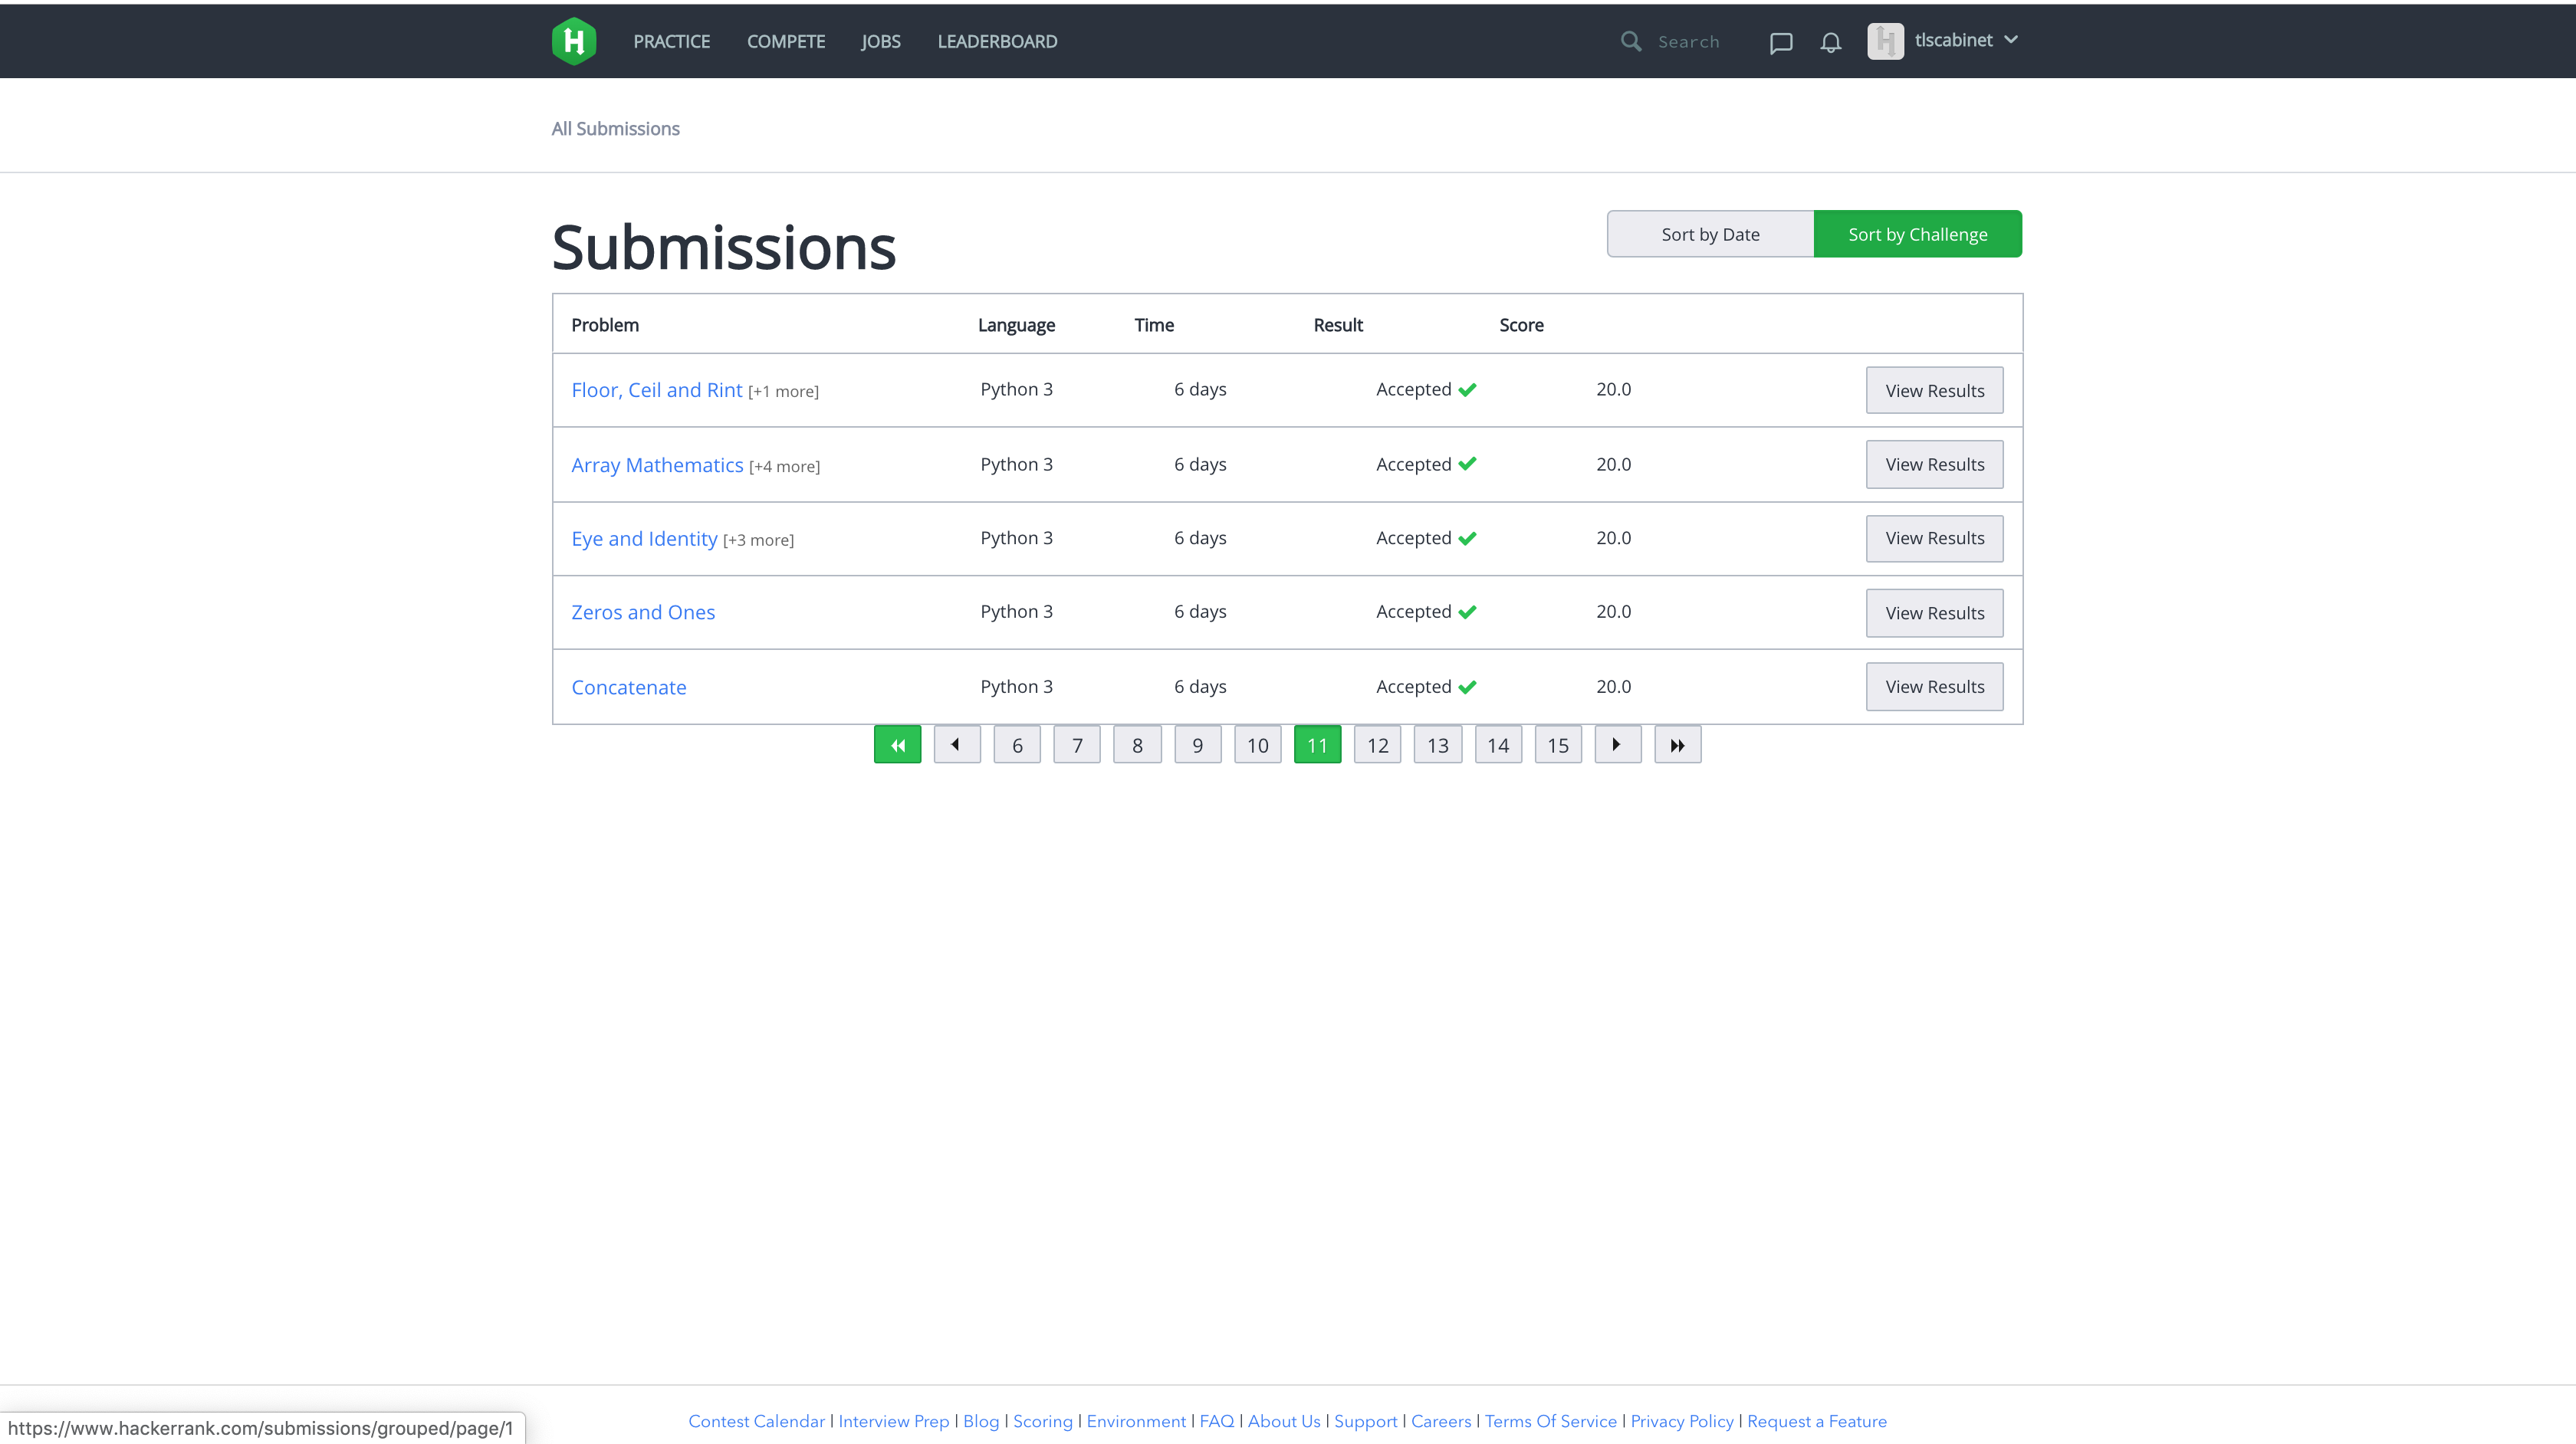 PRACTICE COMPETE JOBS LEADERBOARD Search tlscabinet
All Submissions
Submissions
Sort by Date Sort by Challenge
Problem Language Time Result Score
Floor, Ceil and Rint [+1 more] Python 3 6 days Accepted 20.0 View Results
Array Mathematics [+4 more] Python 3 6 days Accepted 20.0 View Results
Eye and Identity [+3 more] Python 3 6 days Accepted 20.0 View Results
Zeros and Ones Python 3 6 days Accepted 20.0 View Results
Concatenate Python 3 6 days Accepted 20.0 View Results
6 7 8 9 10 11 12 13 14 15
Contest Calendar | Interview Prep | Blog | Scoring | Environment | FAQ | About Us | Support | Careers | Terms Of Service | Privacy Policy | Request a Feature
https://www.hackerrank.com/submissions/grouped/page/1